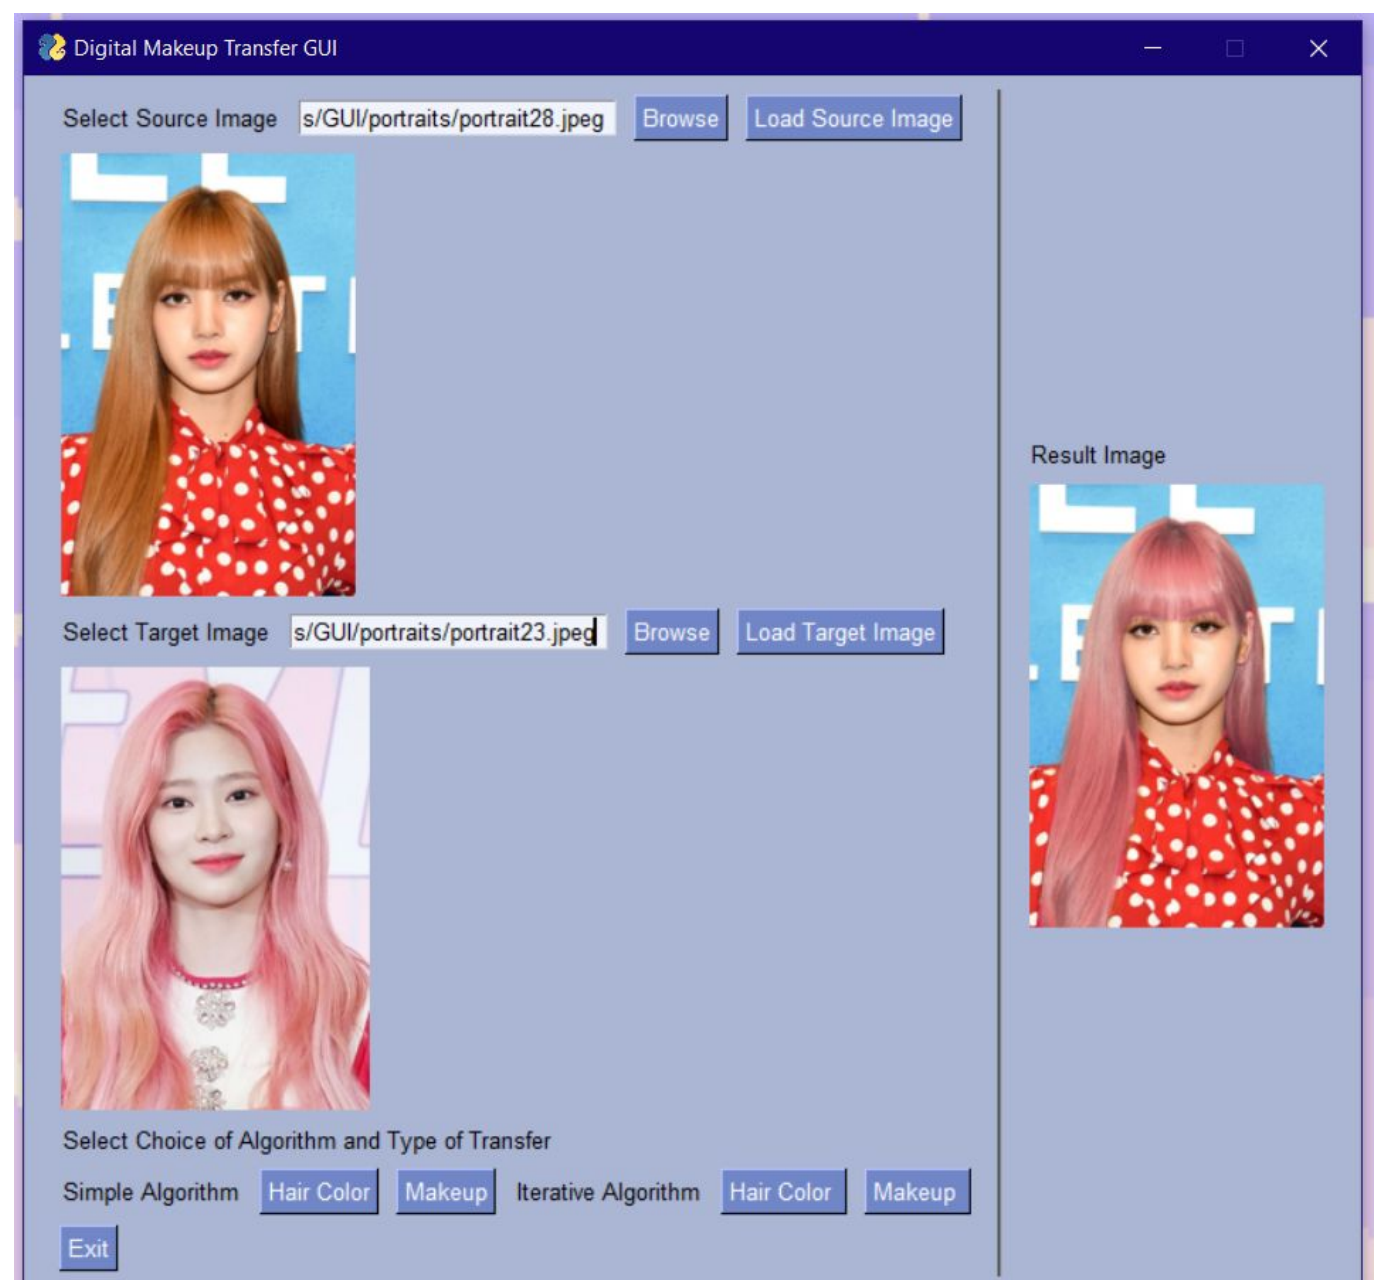 Digital Makeup Transfer GUI
Select Source Image s/GUI/portraits/portrait28.jpeg Browse Load Source Image
Select Target Image s/GUI/portraits/portrait23.jpeg Browse Load Target Image
Select Choice of Algorithm and Type of Transfer
Simple Algorithm Hair Color Makeup Iterative Algorithm Hair Color Makeup
Exit
Result Image